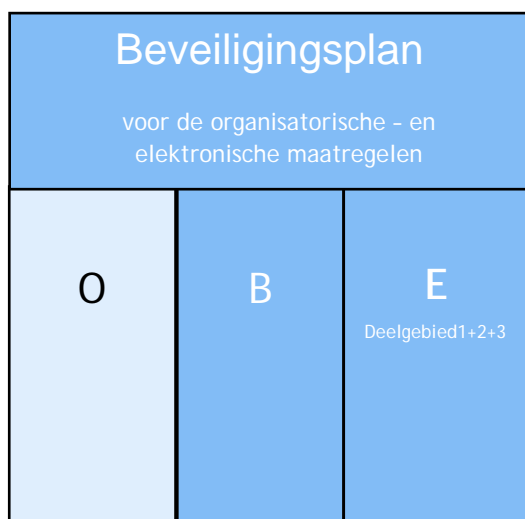 Beveiligingsplan
voor de organisatorische – en
elektronische maatregelen
O
B
E
Deelgebied1+2+3